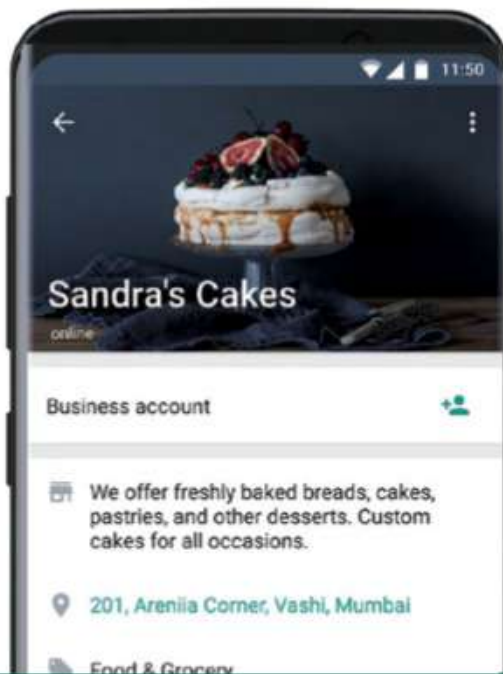 11:50
Sandra's Cakes
online
Business account
We offer freshly baked breads, cakes,
pastries, and other desserts. Custom
cakes for all occasions.
201, Areniia Corner, Vashi, Mumbai
Food & Grocery